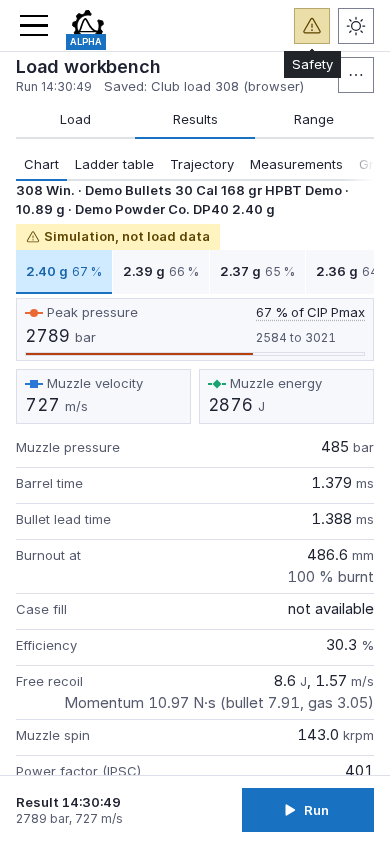 ALPHA
Safety
Load workbench
Run 14:30:49 Saved: Club load 308 (browser)
...
Load Results Range
Chart Ladder table Trajectory Measurements
308 Win. · Demo Bullets 30 Cal 168 gr HPBT Demo ·
10.89 g · Demo Powder Co. DP40 2.40 g
Simulation, not load data
2.40 g 67 % 2.39 g 66 % 2.37 g 65 % 2.36 g 64
Peak pressure 67 % of CIP Pmax
2789 bar 2584 to 3021
Muzzle velocity Muzzle energy
727 m/s 2876 J
Muzzle pressure 485 bar
Barrel time 1.379 ms
Bullet lead time 1.388 ms
Burnout at 486.6 mm
100 % burnt
Case fill not available
Efficiency 30.3 %
Free recoil 8.6 J, 1.57 m/s
Momentum 10.97 N·s (bullet 7.91, gas 3.05)
Muzzle spin 143.0 krpm
Power factor (IPSC) 401
Result 14:30:49
2789 bar, 727 m/s
Run